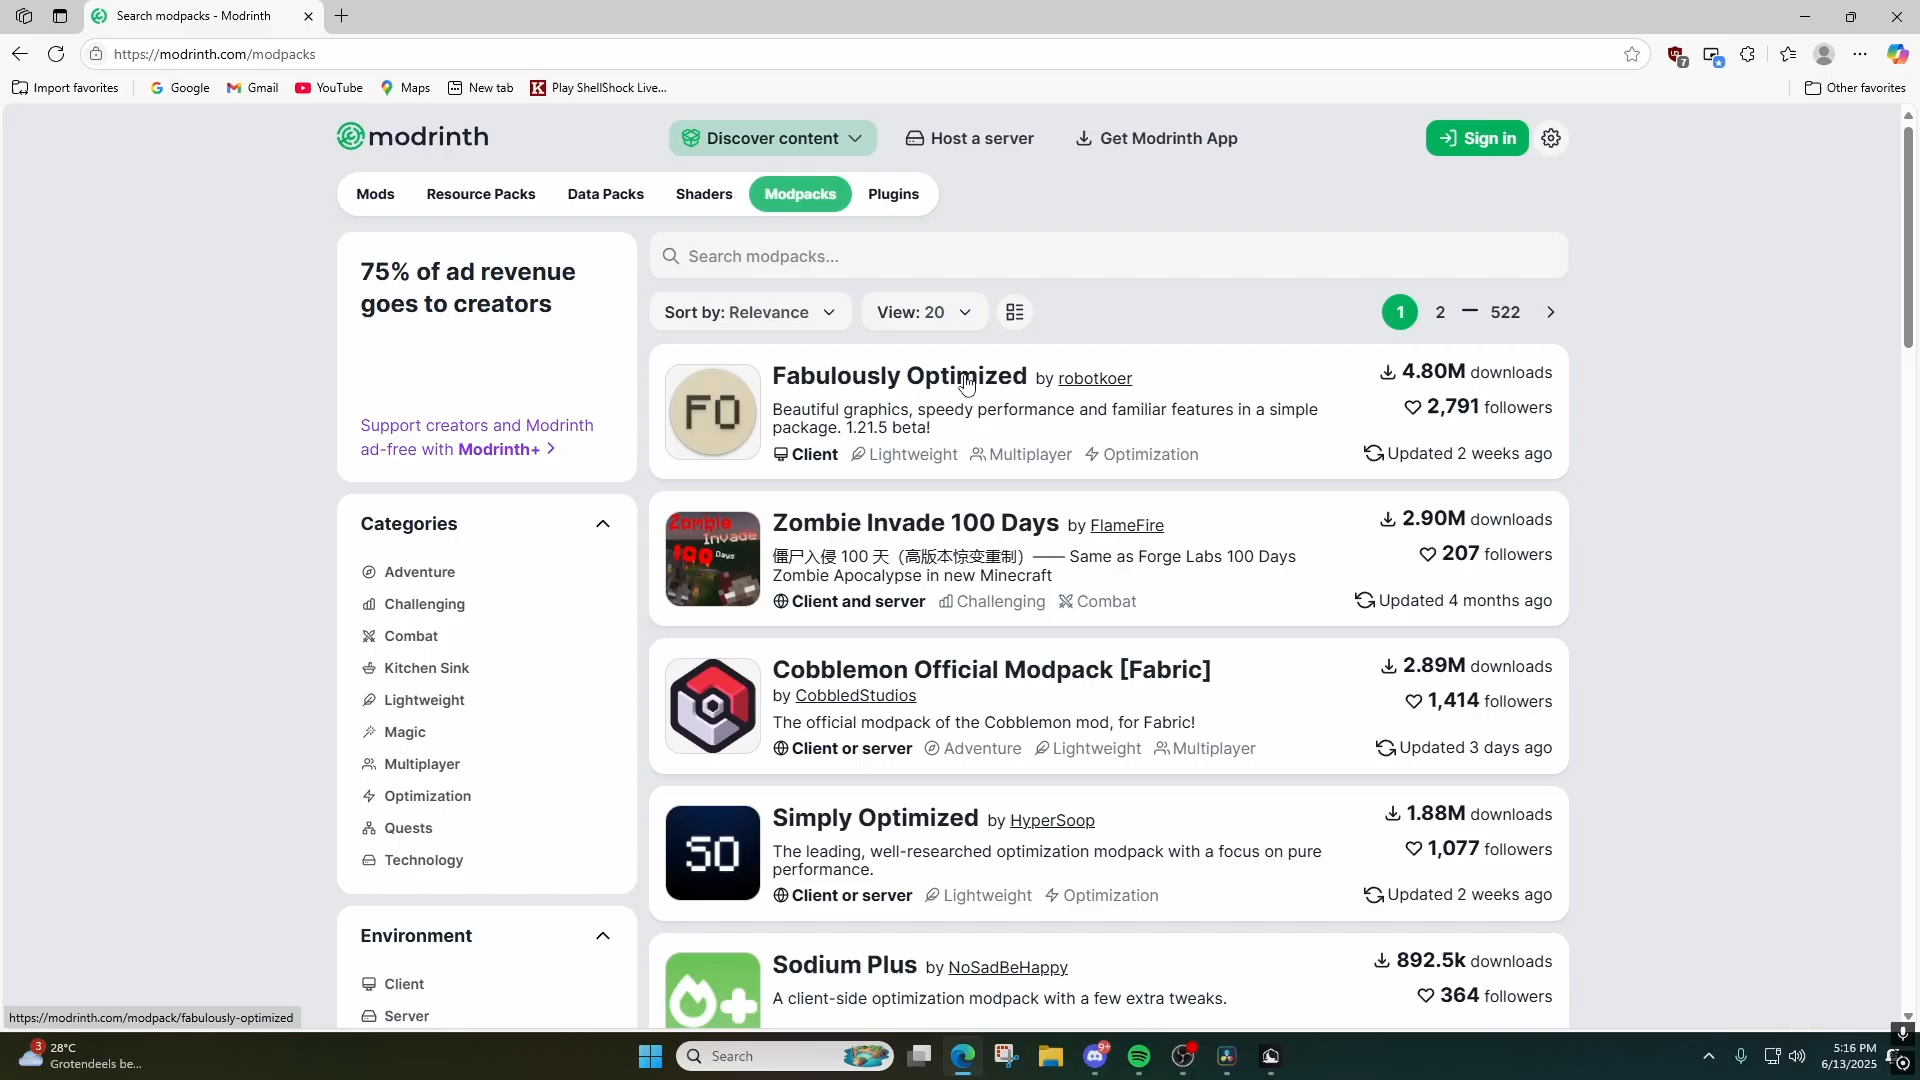 Search modpacks - Modrinth
https://modrinth.com/modpacks
7
Import favorites
Google
Gmail
YouTube
Maps
New tab
Play ShellShock Live...
Other favorites
modrinth
Discover content
Host a server
Get Modrinth App
Sign in
Mods
Resource Packs
Data Packs
Shaders
Modpacks
Plugins
75% of ad revenue
goes to creators
Support creators and Modrinth
ad-free with Modrinth+
Categories
Adventure
Challenging
Combat
Kitchen Sink
Lightweight
Magic
Multiplayer
Optimization
Quests
Technology
Environment
Client
Server
Search modpacks...
Sort by: Relevance
View: 20
1 2 — 522
FO
Fabulously Optimized by robotkoer
Beautiful graphics, speedy performance and familiar features in a simple
package. 1.21.5 beta!
Client Lightweight Multiplayer Optimization
4.80M downloads
2,791 followers
Updated 2 weeks ago
Zombie
Invade
100 Days
Zombie Invade 100 Days by FlameFire
僵尸入侵 100 天（高版本惊变重制）—— Same as Forge Labs 100 Days
Zombie Apocalypse in new Minecraft
Client and server Challenging Combat
2.90M downloads
207 followers
Updated 4 months ago
Cobblemon Official Modpack [Fabric]
by CobbledStudios
The official modpack of the Cobblemon mod, for Fabric!
Client or server Adventure Lightweight Multiplayer
2.89M downloads
1,414 followers
Updated 3 days ago
SO
Simply Optimized by HyperSoop
The leading, well-researched optimization modpack with a focus on pure
performance.
Client or server Lightweight Optimization
1.88M downloads
1,077 followers
Updated 2 weeks ago
Sodium Plus by NoSadBeHappy
A client-side optimization modpack with a few extra tweaks.
892.5k downloads
364 followers
https://modrinth.com/modpack/fabulously-optimized
3
28°C
Grotendeels be...
Search
9+
5:16 PM
6/13/2025